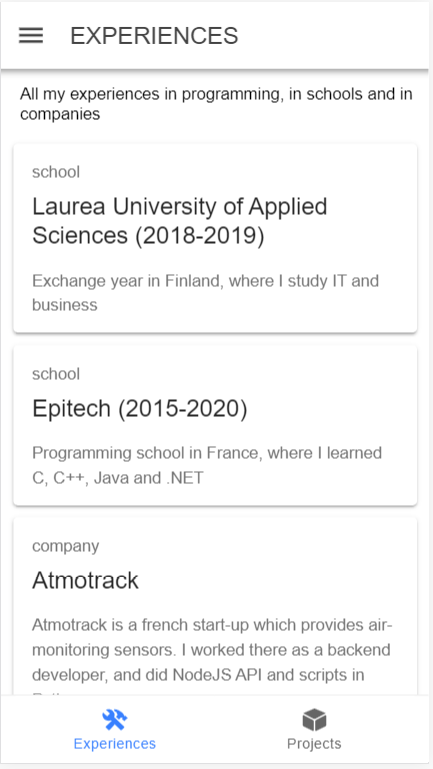 EXPERIENCES
All my experiences in programming, in schools and in
companies
school
Laurea University of Applied
Sciences (2018-2019)
Exchange year in Finland, where I study IT and
business
school
Epitech (2015-2020)
Programming school in France, where I learned
C, C++, Java and .NET
company
Atmotrack
Atmotrack is a french start-up which provides air-
monitoring sensors. I worked there as a backend
developer, and did NodeJS API and scripts in
Experiences
Projects